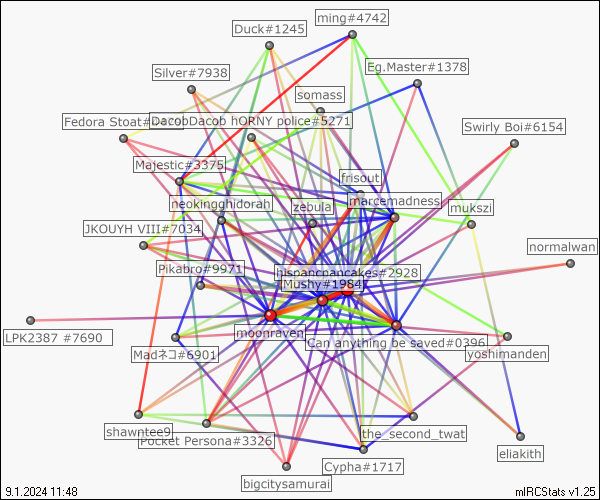 ming#4742
Duck#1245
Eg.Master#1378
Silver#7938
somass
Fedora Stoat#
DacobDacob hORNY police#5271
Swirly Boi#6154
Majestic#3375
frisout
neokingghidorah
marcemadness
zebula
mukszi
JKOUYH VIII#7034
normalwan
Pikabro#9971
hispancpancakes#2928
Mushy#1984
LPK2387 #7690
moonraven
Can anything be saved#0396
Madネコ#6901
yoshimanden
shawntee9
Pocket Persona#3326
the_second_twat
eliakith
Cypha#1717
bigcitysamurai
9.1.2024 11:48
mIRCStats v1.25